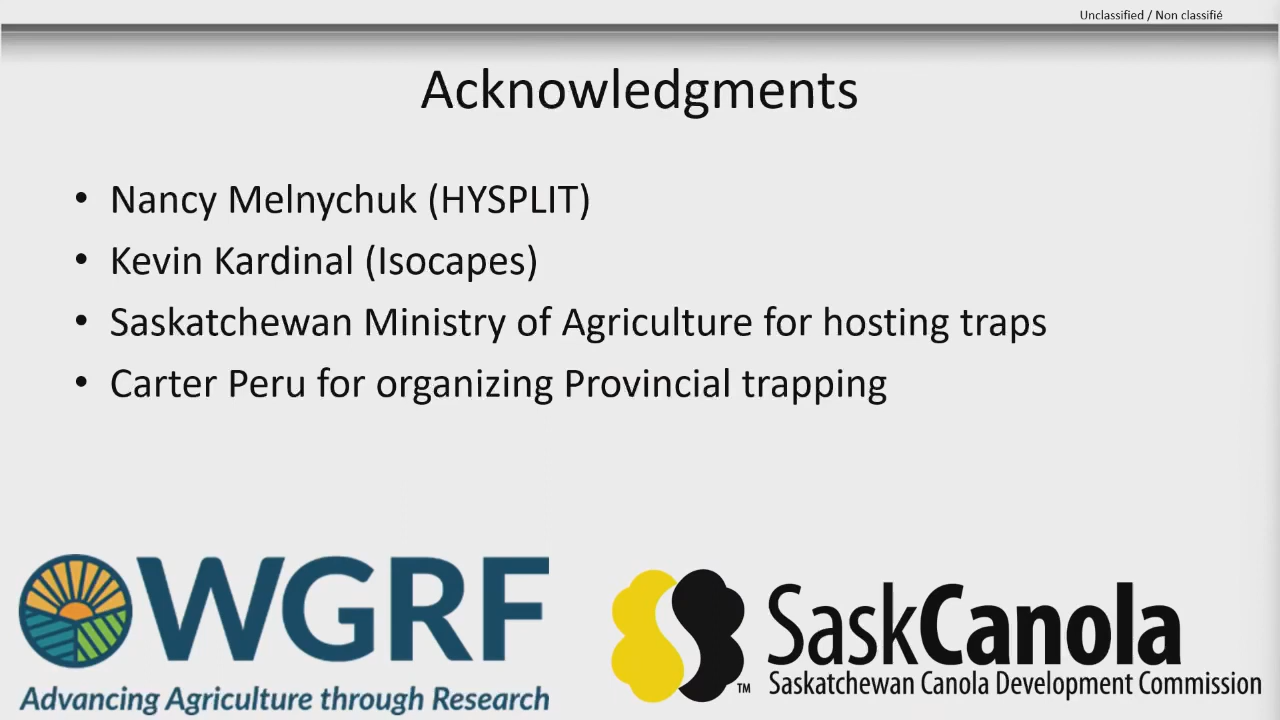 Unclassified / Non classifié
Acknowledgments
• Nancy Melnychuk (HYSPLIT)
• Kevin Kardinal (Isocapes)
• Saskatchewan Ministry of Agriculture for hosting traps
• Carter Peru for organizing Provincial trapping
WGRF
Advancing Agriculture through Research
SaskCanola
™ Saskatchewan Canola Development Commission